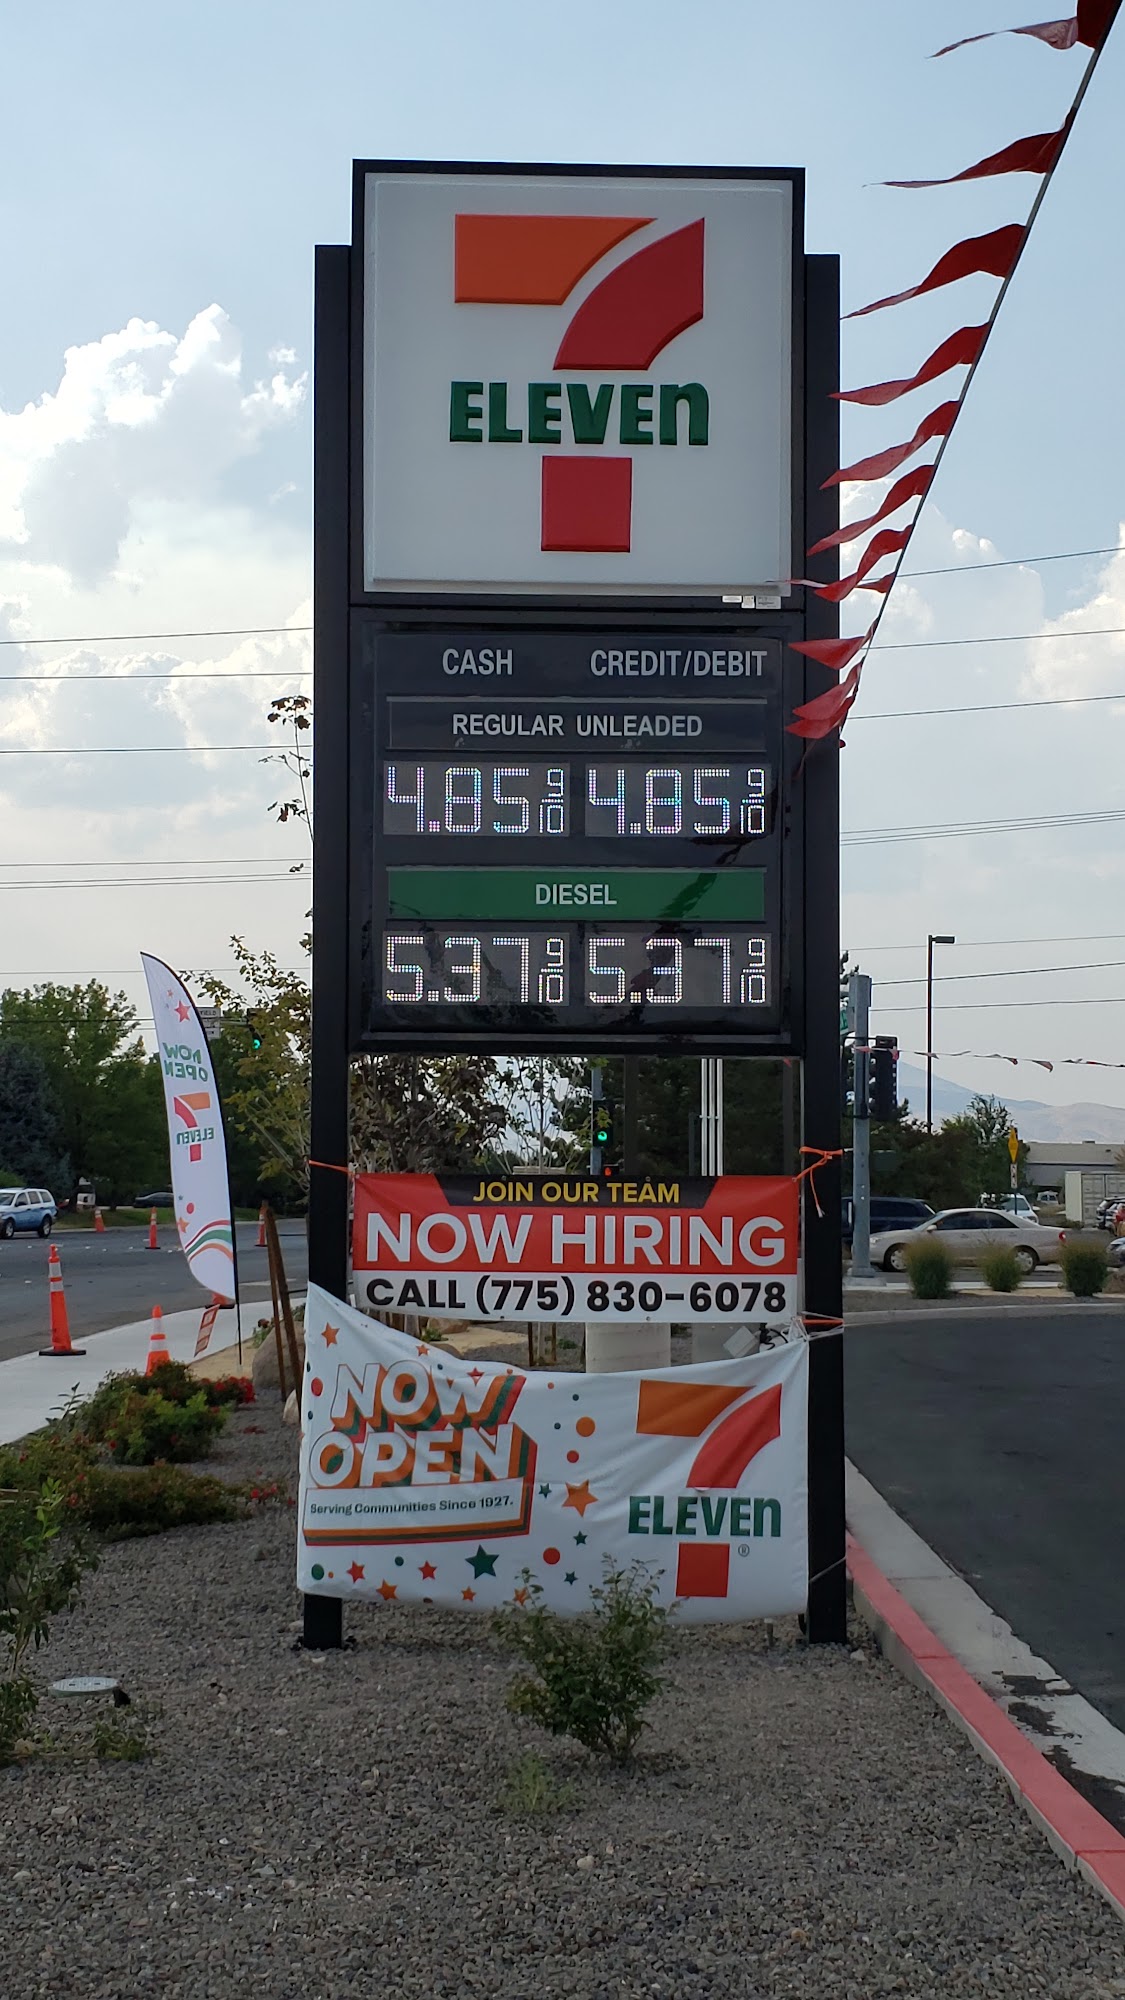 7
ELEVEn
CASH CREDIT/DEBIT
REGULAR UNLEADED
4.85 9/10 4.85 9/10
DIESEL
5.37 9/10 5.37 9/10
NOW
OPEN
7
ELEVEn
JOIN OUR TEAM
NOW HIRING
CALL (775) 830-6078
NOW
OPEN
Serving Communities Since 1927.
7
ELEVEn
®
YIELD